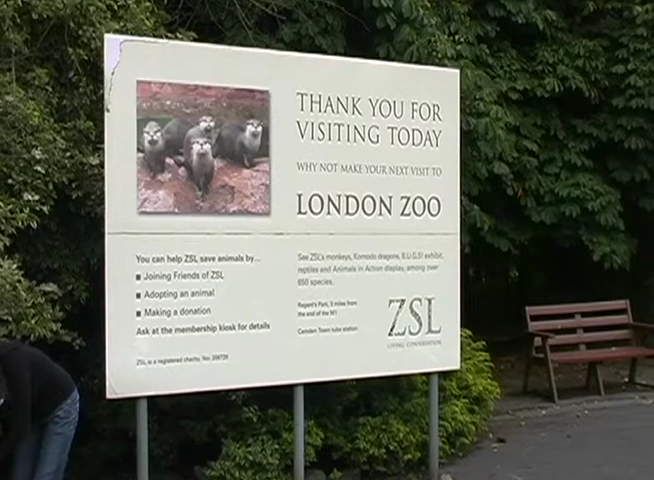 THANK YOU FOR
VISITING TODAY
WHY NOT MAKE YOUR NEXT VISIT TO
LONDON ZOO
You can help ZSL save animals by...
Joining Friends of ZSL
Adopting an animal
Making a donation
Ask at the membership kiosk for details
ZSL is a registered charity, No: 208728
See ZSL's monkeys, Komodo dragons, B.U.G.S! exhibit,
reptiles and Animals in Action display, among over
650 species.
Regent's Park, 3 miles from
the end of the M1
Camden Town tube station
ZSL
LIVING CONSERVATION